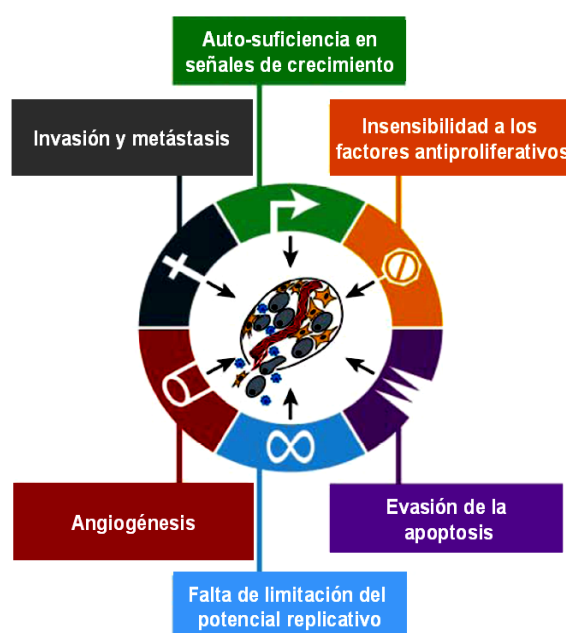 Auto-suficiencia en
señales de crecimiento
Invasión y metástasis
Insensibilidad a los
factores antiproliferativos
Angiogénesis
Evasión de la
apoptosis
Falta de limitación del
potencial replicativo